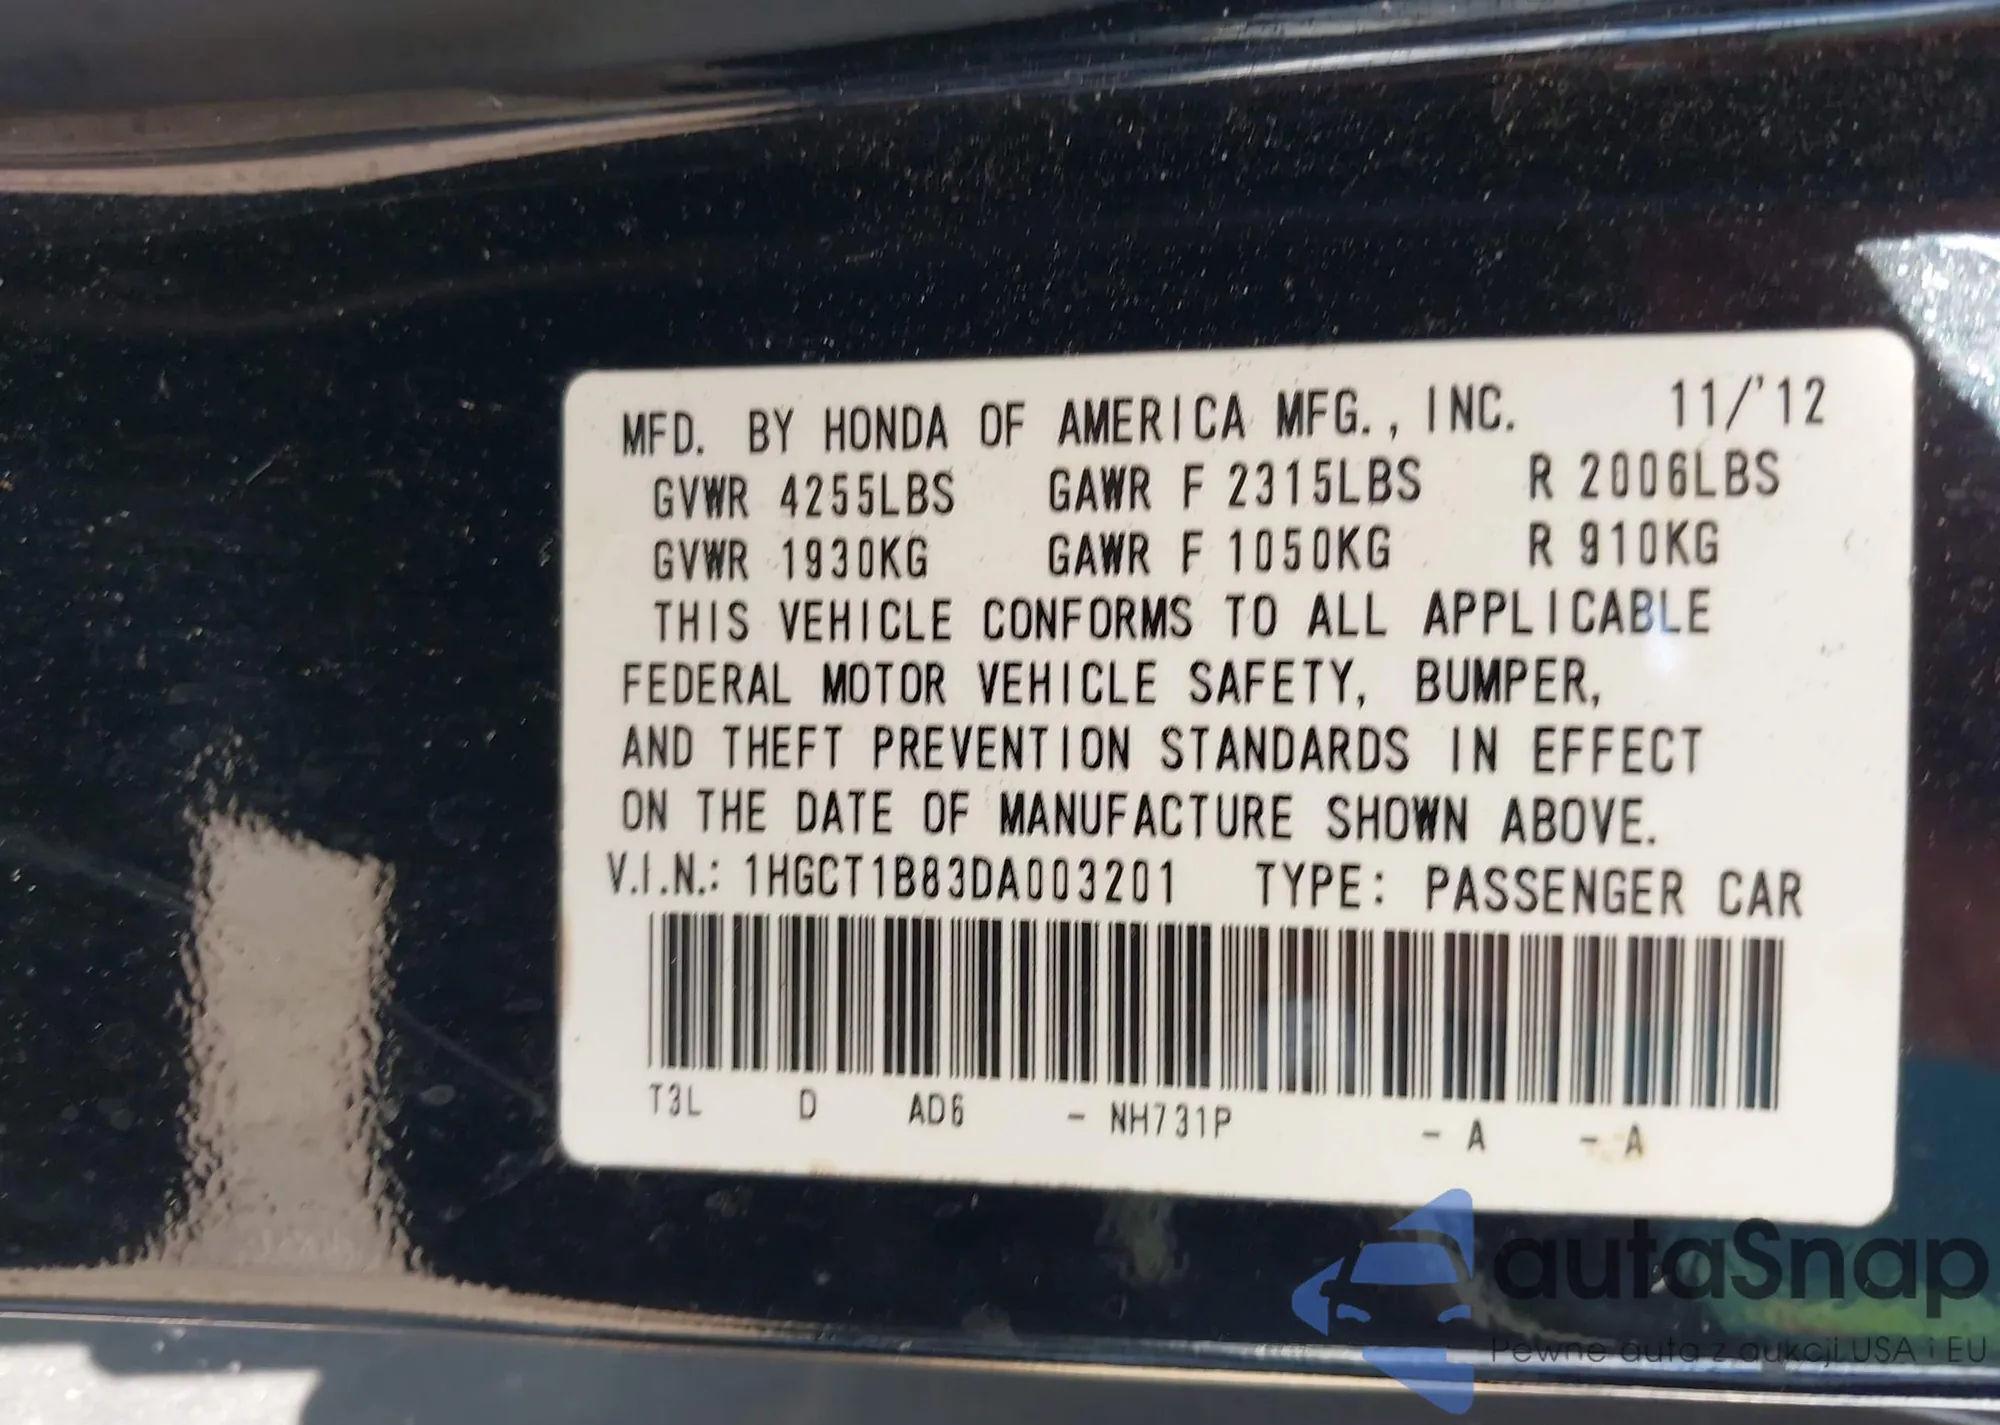 MFD. BY HONDA OF AMERICA MFG., INC. 11/'12
GVWR 4255LBS GAWR F 2315LBS R 2006LBS
GVWR 1930KG GAWR F 1050KG R 910KG
THIS VEHICLE CONFORMS TO ALL APPLICABLE
FEDERAL MOTOR VEHICLE SAFETY, BUMPER,
AND THEFT PREVENTION STANDARDS IN EFFECT
ON THE DATE OF MANUFACTURE SHOWN ABOVE.
V.I.N.: 1HGCT1B83DA003201 TYPE: PASSENGER CAR
T3L D AD6 - NH731P - A - A
autaSnap
Pewne auta z aukcji USA i EU